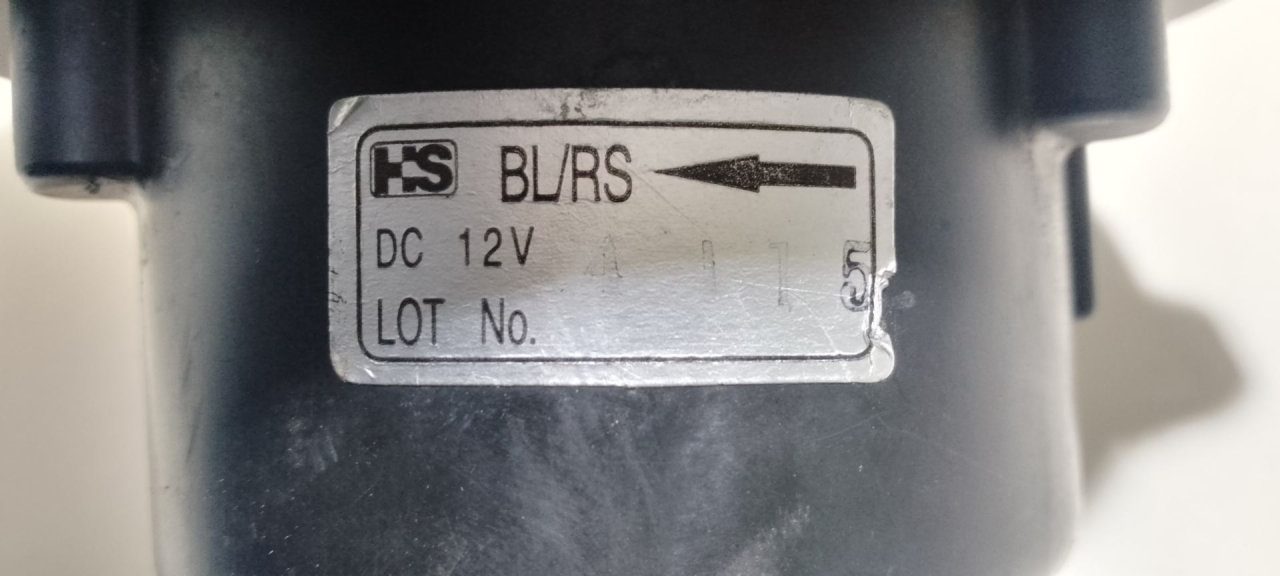 HS BL/RS
DC 12V
LOT No.